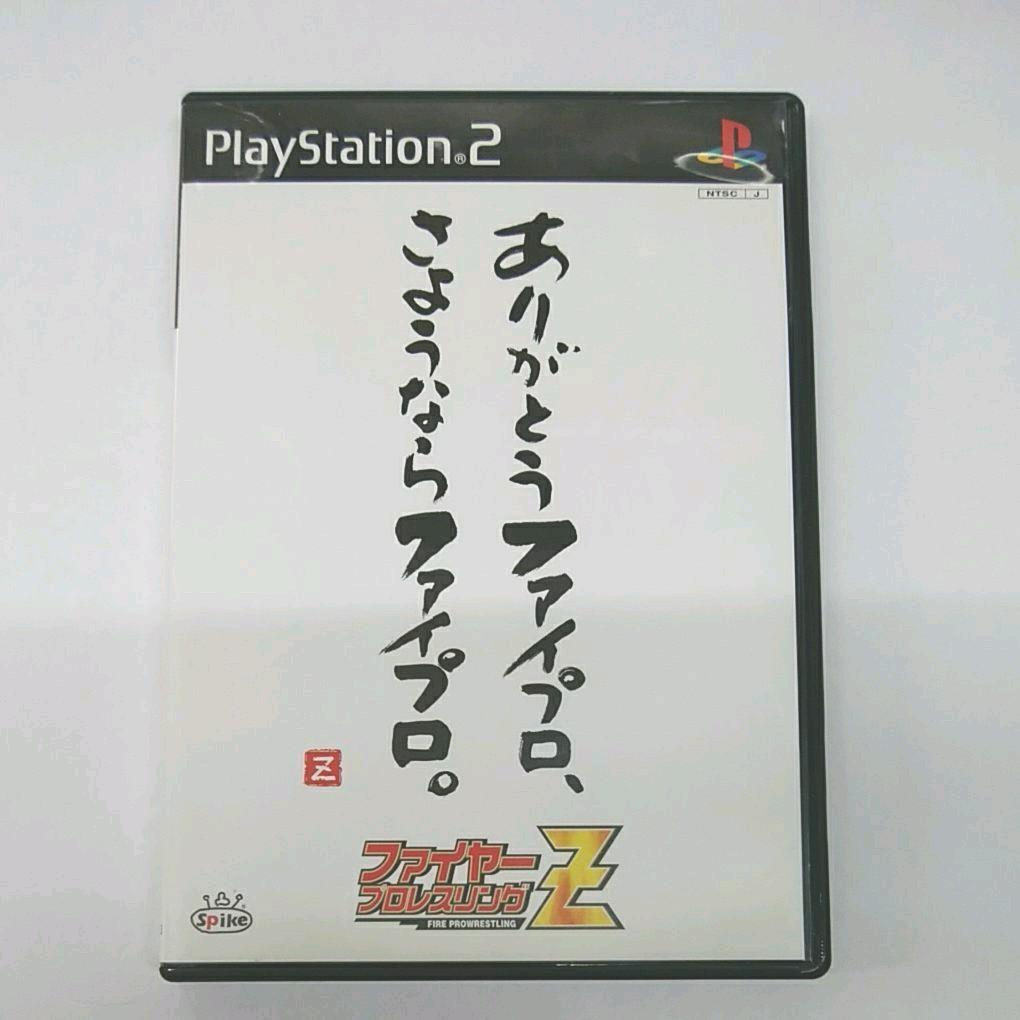 PlayStation®2
NTSC J
ありがとうファイプロ、
さようならファイプロ。
Z
ファイヤー
プロレスリング
Z
FIRE PROWRESTLING
Spike